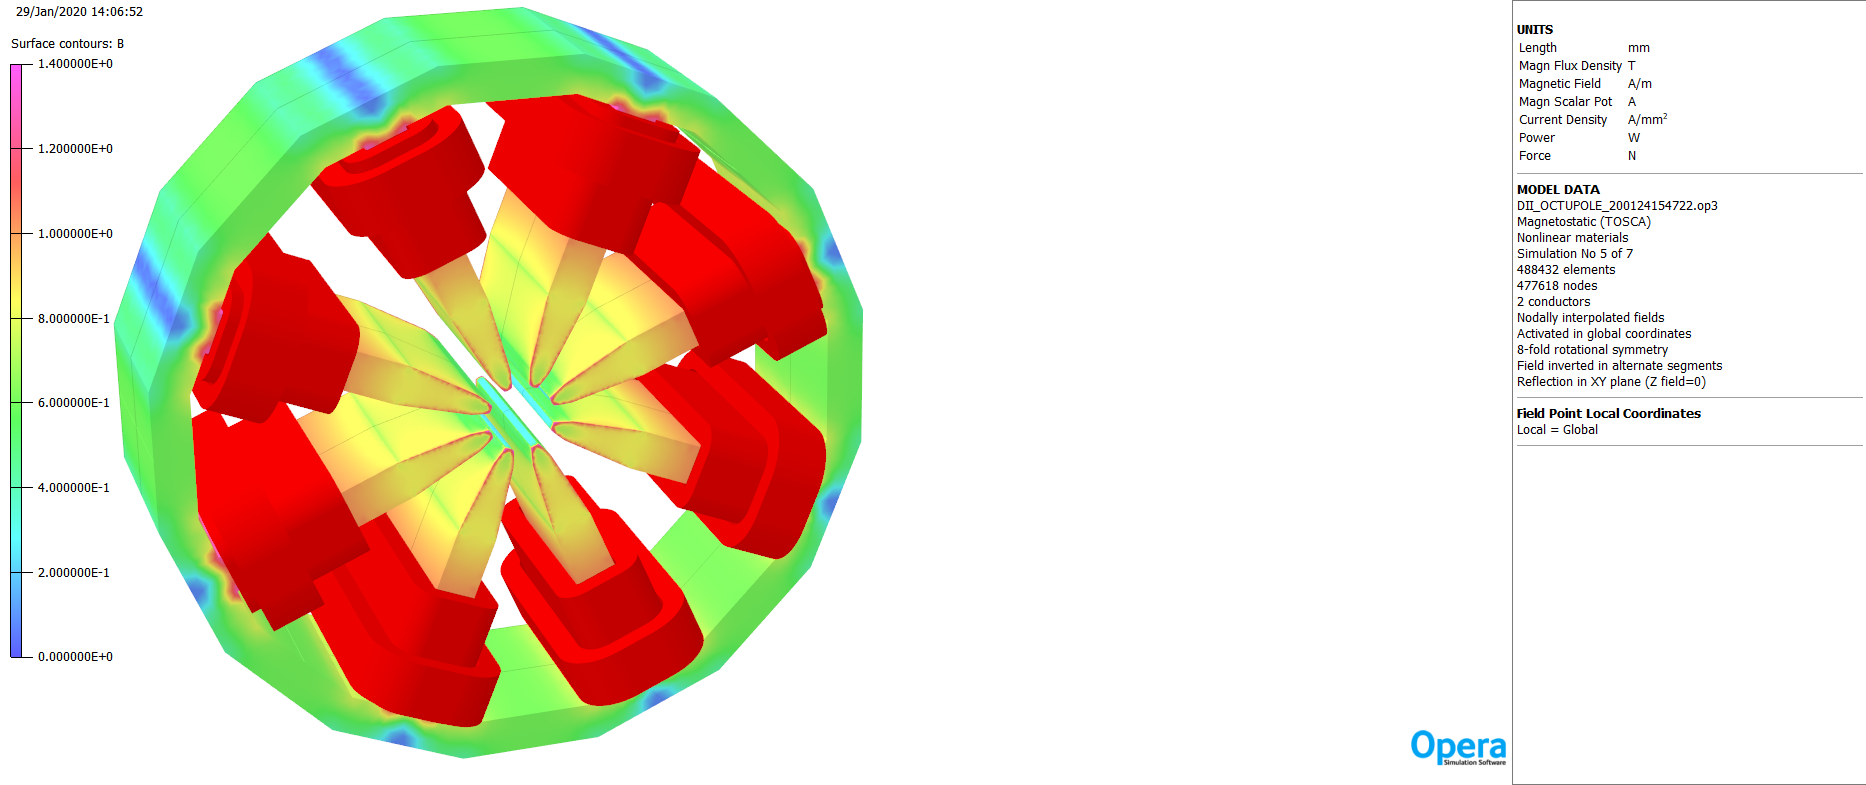 29/Jan/2020 14:06:52
Surface contours: B
1.400000E+0
1.200000E+0
1.000000E+0
8.000000E-1
6.000000E-1
4.000000E-1
2.000000E-1
0.000000E+0
UNITS
Length mm
Magn Flux Density T
Magnetic Field A/m
Magn Scalar Pot A
Current Density A/mm²
Power W
Force N
MODEL DATA
DII_OCTUPOLE_200124154722.op3
Magnetostatic (TOSCA)
Nonlinear materials
Simulation No 5 of 7
488432 elements
477618 nodes
2 conductors
Nodally interpolated fields
Activated in global coordinates
8-fold rotational symmetry
Field inverted in alternate segments
Reflection in XY plane (Z field=0)
Field Point Local Coordinates
Local = Global
Opera
Simulation Software